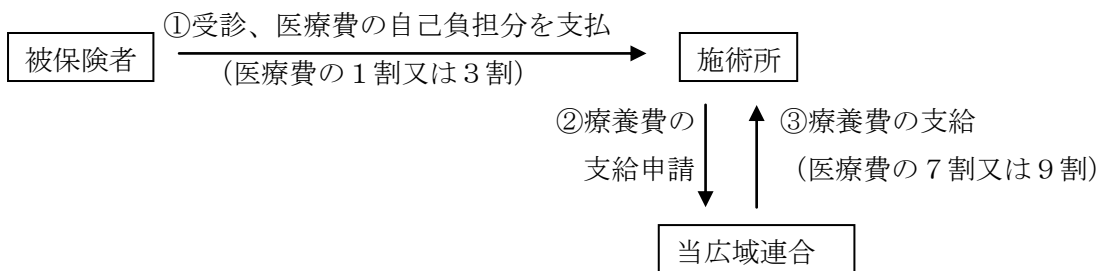 ①受診、医療費の自己負担分を支払
被保険者
（医療費の１割又は３割）
施術所
②療養費の
支給申請
③療養費の支給
（医療費の７割又は９割）
当広域連合